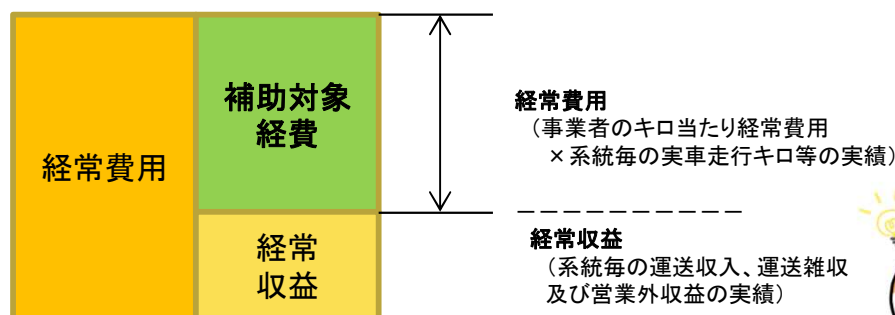 経常費用
補助対象
経費
経常
収益
経常費用
(事業者のキロ当たり経常費用
×系統毎の実車走行キロ等の実績)
経常収益
(系統毎の運送収入、運送雑収
及び営業外収益の実績)